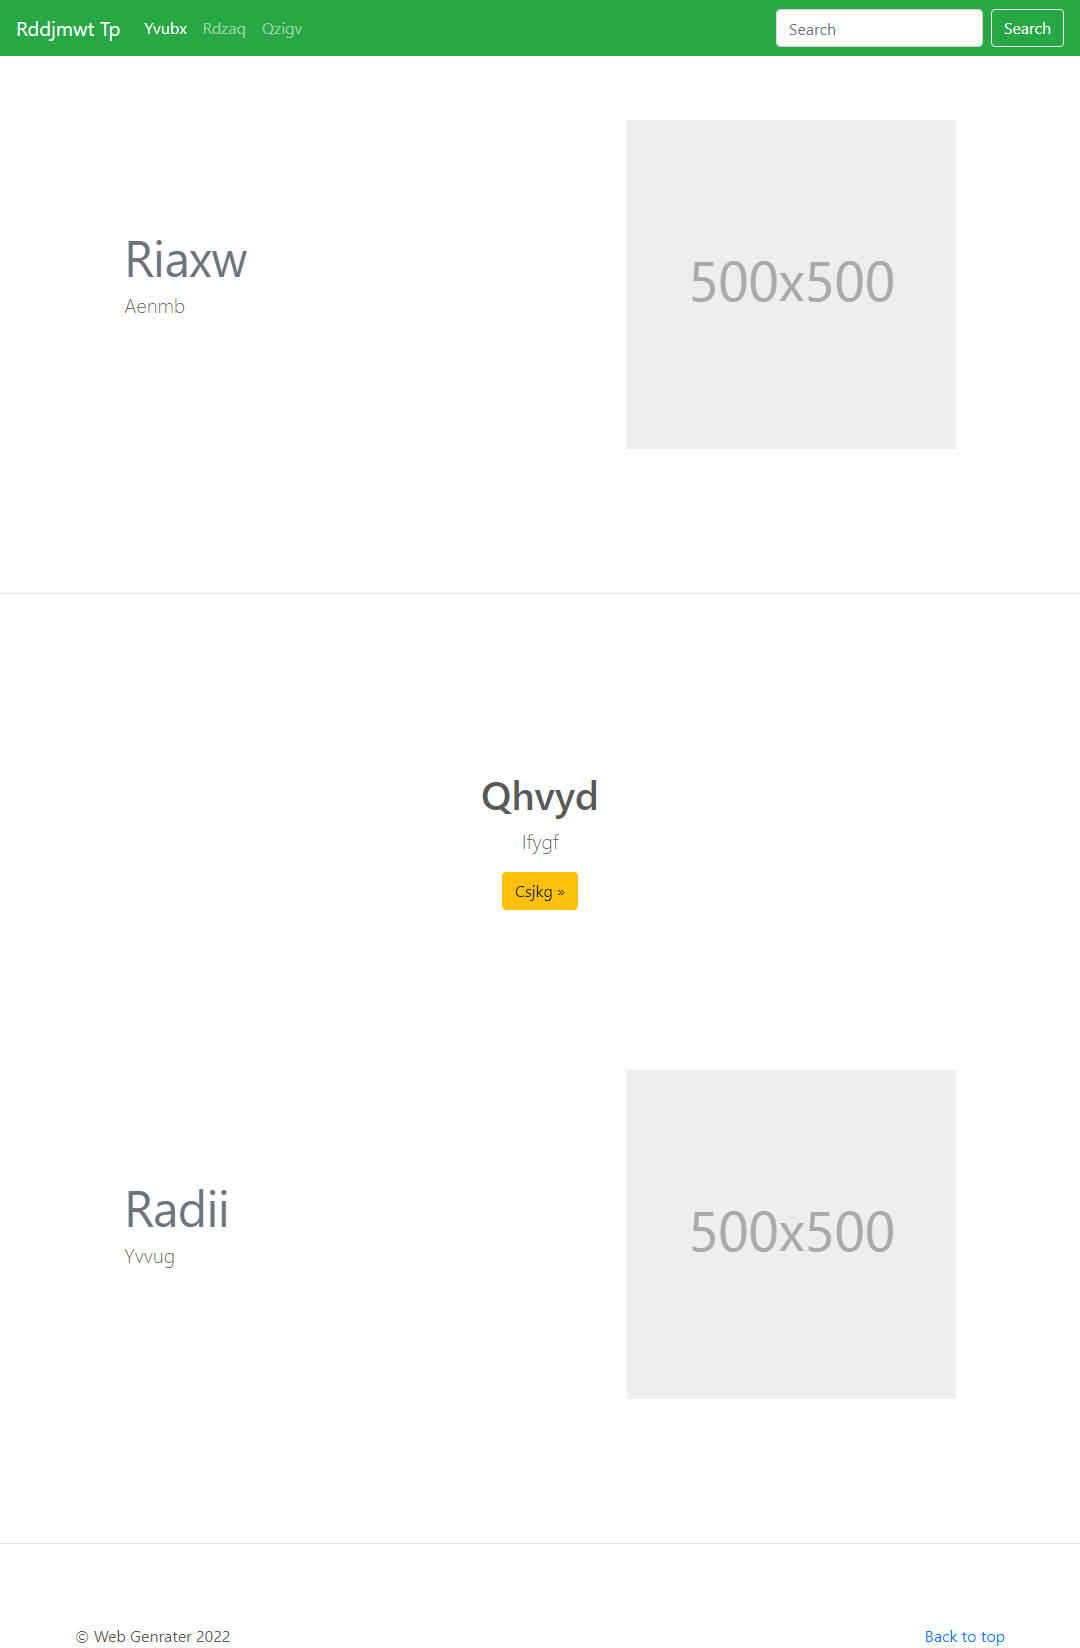 Rddjmwt Tp Yvubx Rdzaq Qzigv Search Search
Riaxw
Aenmb
500x500
Qhvyd
Ifygf
Csjkg »
Radii
Yvvug
500x500
© Web Genrater 2022 Back to top